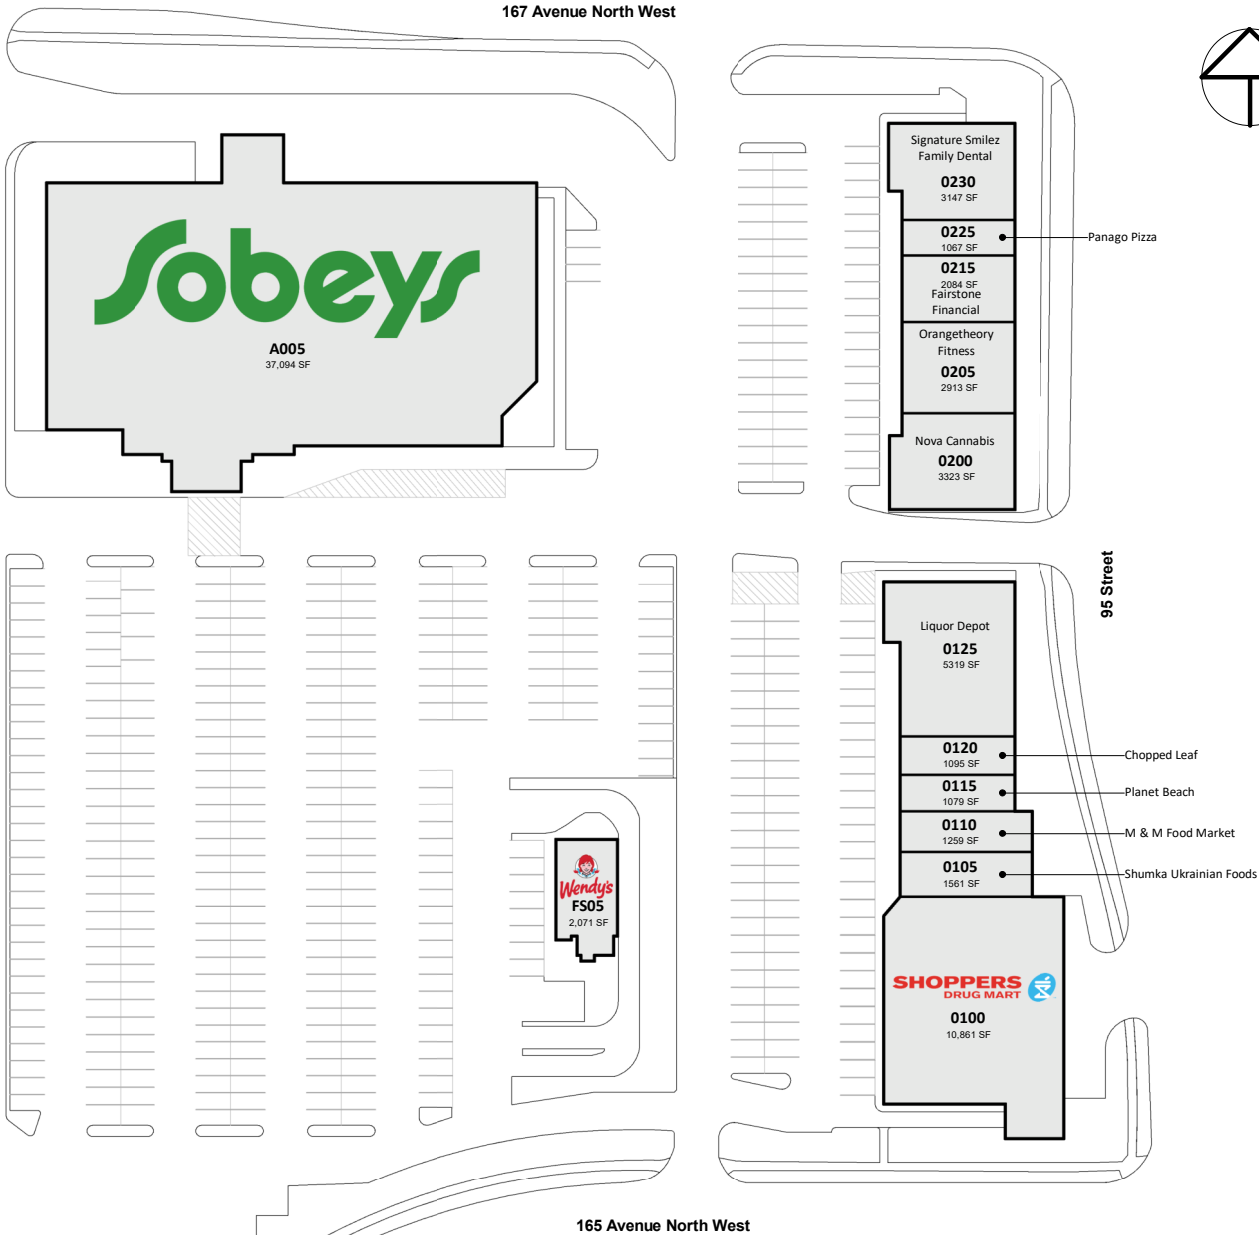 167 Avenue North West
Signature Smilez
Family Dental
0230
3147 SF
0225
1067 SF
Panago Pizza
0215
2084 SF
Fairstone
Financial
Orangetheory
Fitness
0205
2913 SF
Nova Cannabis
0200
3323 SF
Sobeys
A005
37,094 SF
95 Street
Liquor Depot
0125
5319 SF
0120
1095 SF
Chopped Leaf
0115
1079 SF
Planet Beach
0110
1259 SF
M & M Food Market
0105
1561 SF
Shumka Ukrainian Foods
Wendy's
FS05
2,071 SF
SHOPPERS
DRUG MART
0100
10,861 SF
165 Avenue North West